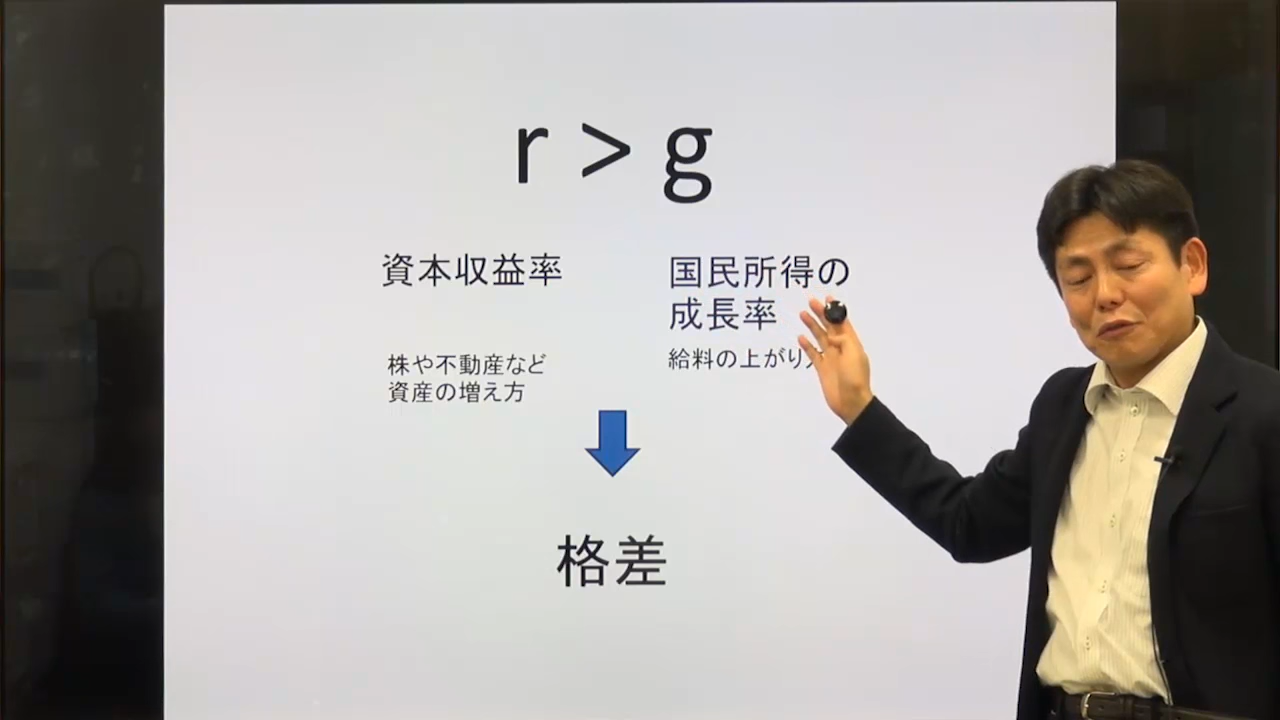 r > g
資本収益率
国民所得の
成長率
株や不動産など
資産の増え方
給料の上がり
格差